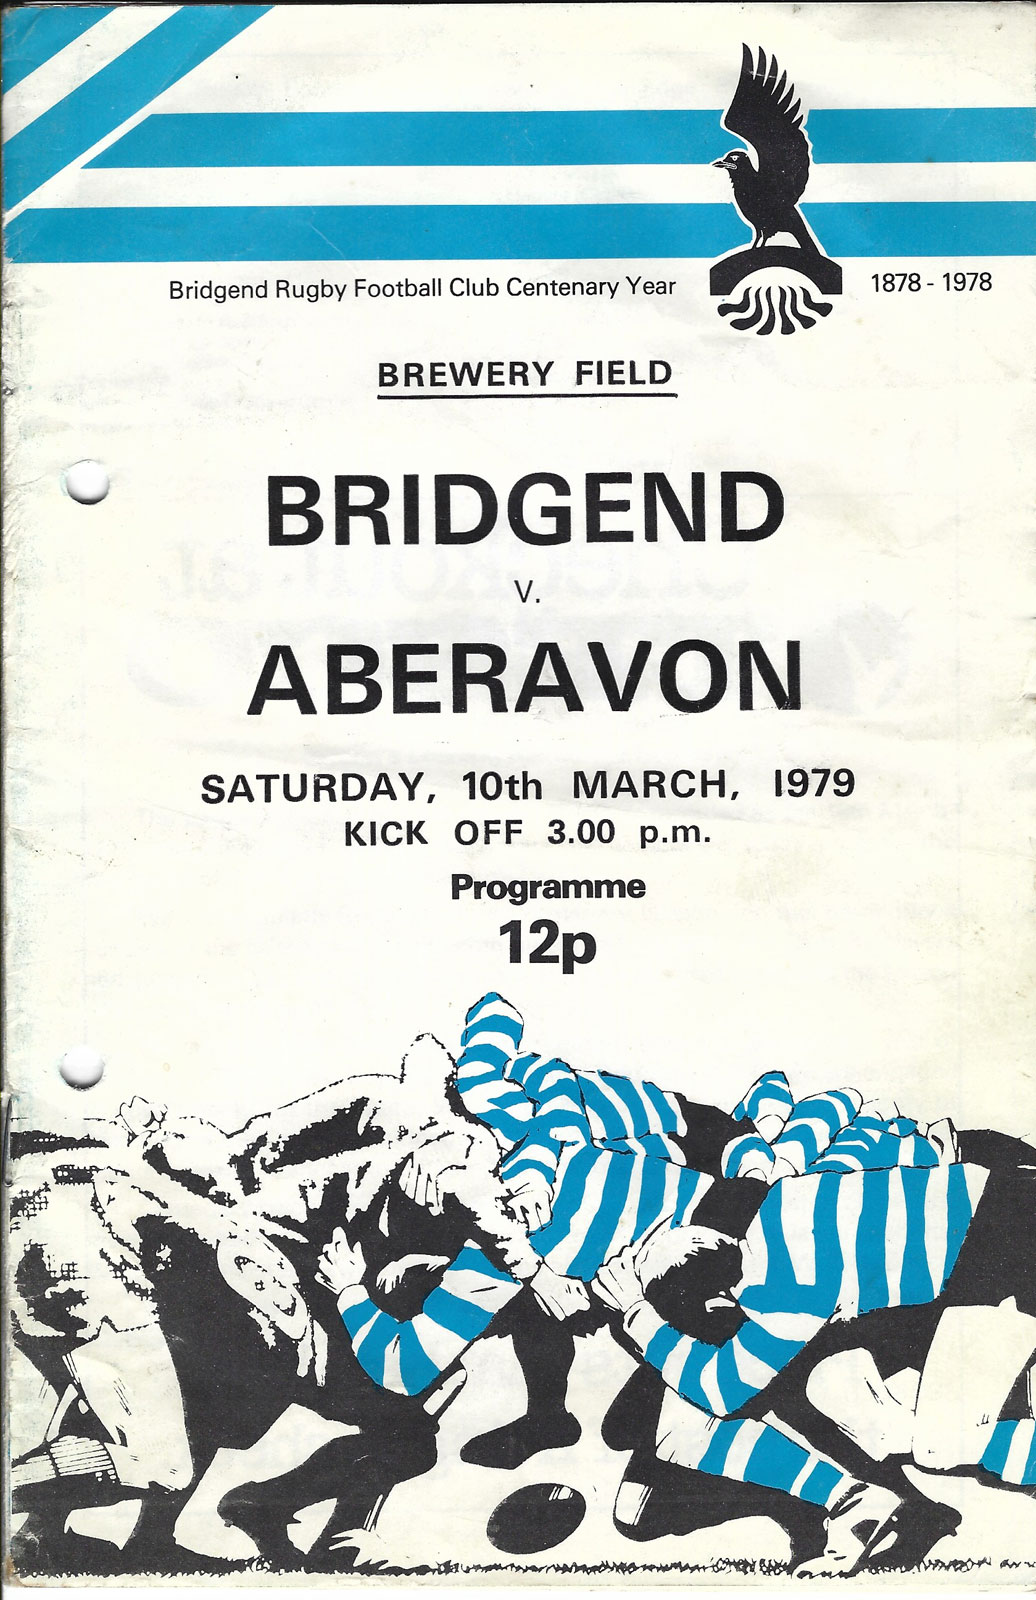 Bridgend Rugby Football Club Centenary Year 1878 - 1978
BREWERY FIELD
BRIDGEND
V.
ABERAVON
SATURDAY, 10th MARCH, 1979
KICK OFF 3.00 p.m.
Programme
12p